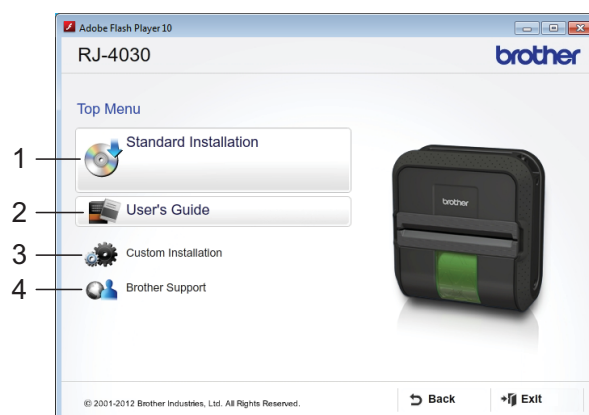 Adobe Flash Player 10
RJ-4030
brother
Top Menu
1
Standard Installation
2
User's Guide
3
Custom Installation
4
Brother Support
brother
© 2001-2012 Brother Industries, Ltd. All Rights Reserved.
Back
Exit